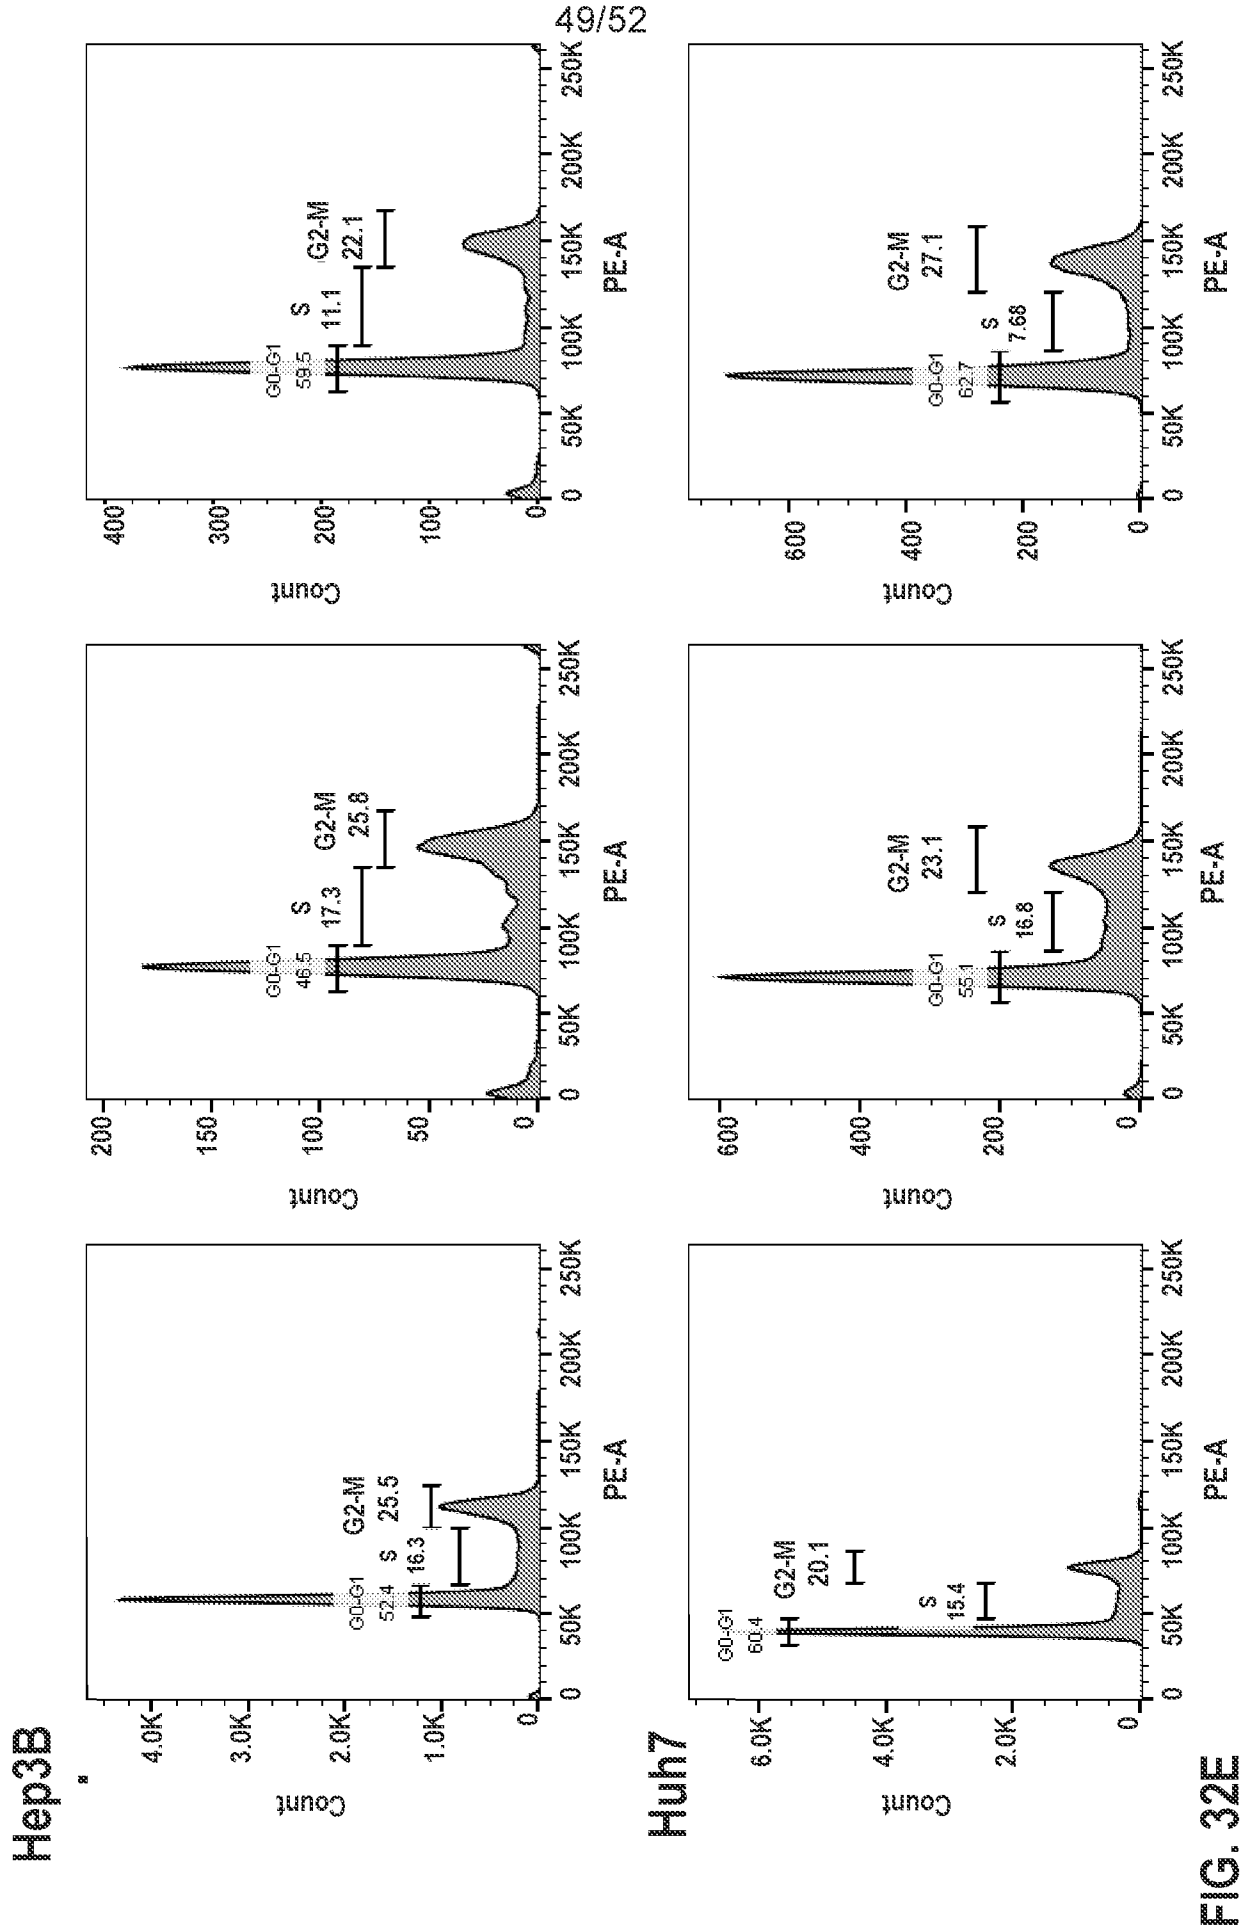 49/52
Hep3B
4.0K
3.0K
2.0K
1.0K
0
Count
G0-G1
52.4
S
16.3
G2-M
25.5
0
50K
100K
150K
200K
250K
PE-A
200
150
100
50
0
Count
G0-G1
46.5
S
17.3
G2-M
25.8
0
50K
100K
150K
200K
250K
PE-A
400
300
200
100
0
Count
G0-G1
59.5
S
11.1
G2-M
22.1
0
50K
100K
150K
200K
250K
PE-A
Huh7
6.0K
4.0K
2.0K
0
Count
G0-G1
60.4
S
15.4
G2-M
20.1
0
50K
100K
150K
200K
250K
PE-A
600
400
200
0
Count
G0-G1
55.1
S
16.8
G2-M
23.1
0
50K
100K
150K
200K
250K
PE-A
600
400
200
0
Count
G0-G1
62.7
S
7.68
G2-M
27.1
0
50K
100K
150K
200K
250K
PE-A
FIG. 32E